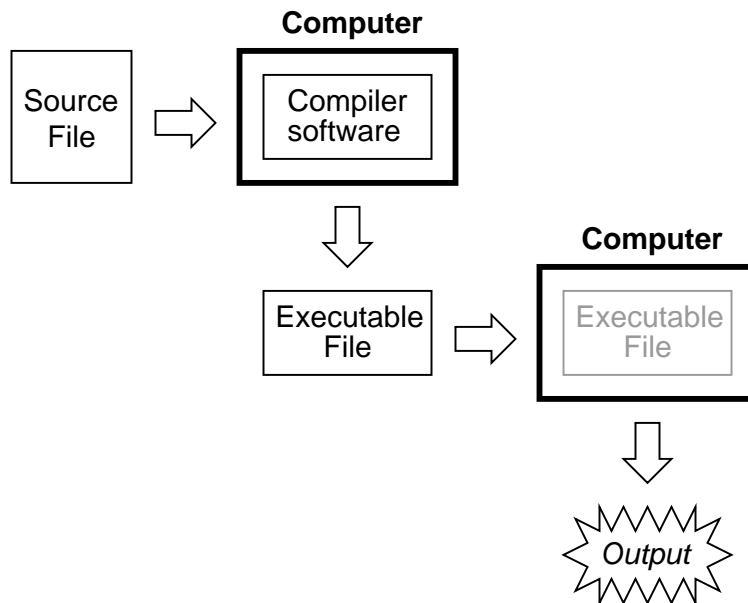 Computer
Source
File
Compiler
software
Computer
Executable
File
Executable
File
Output